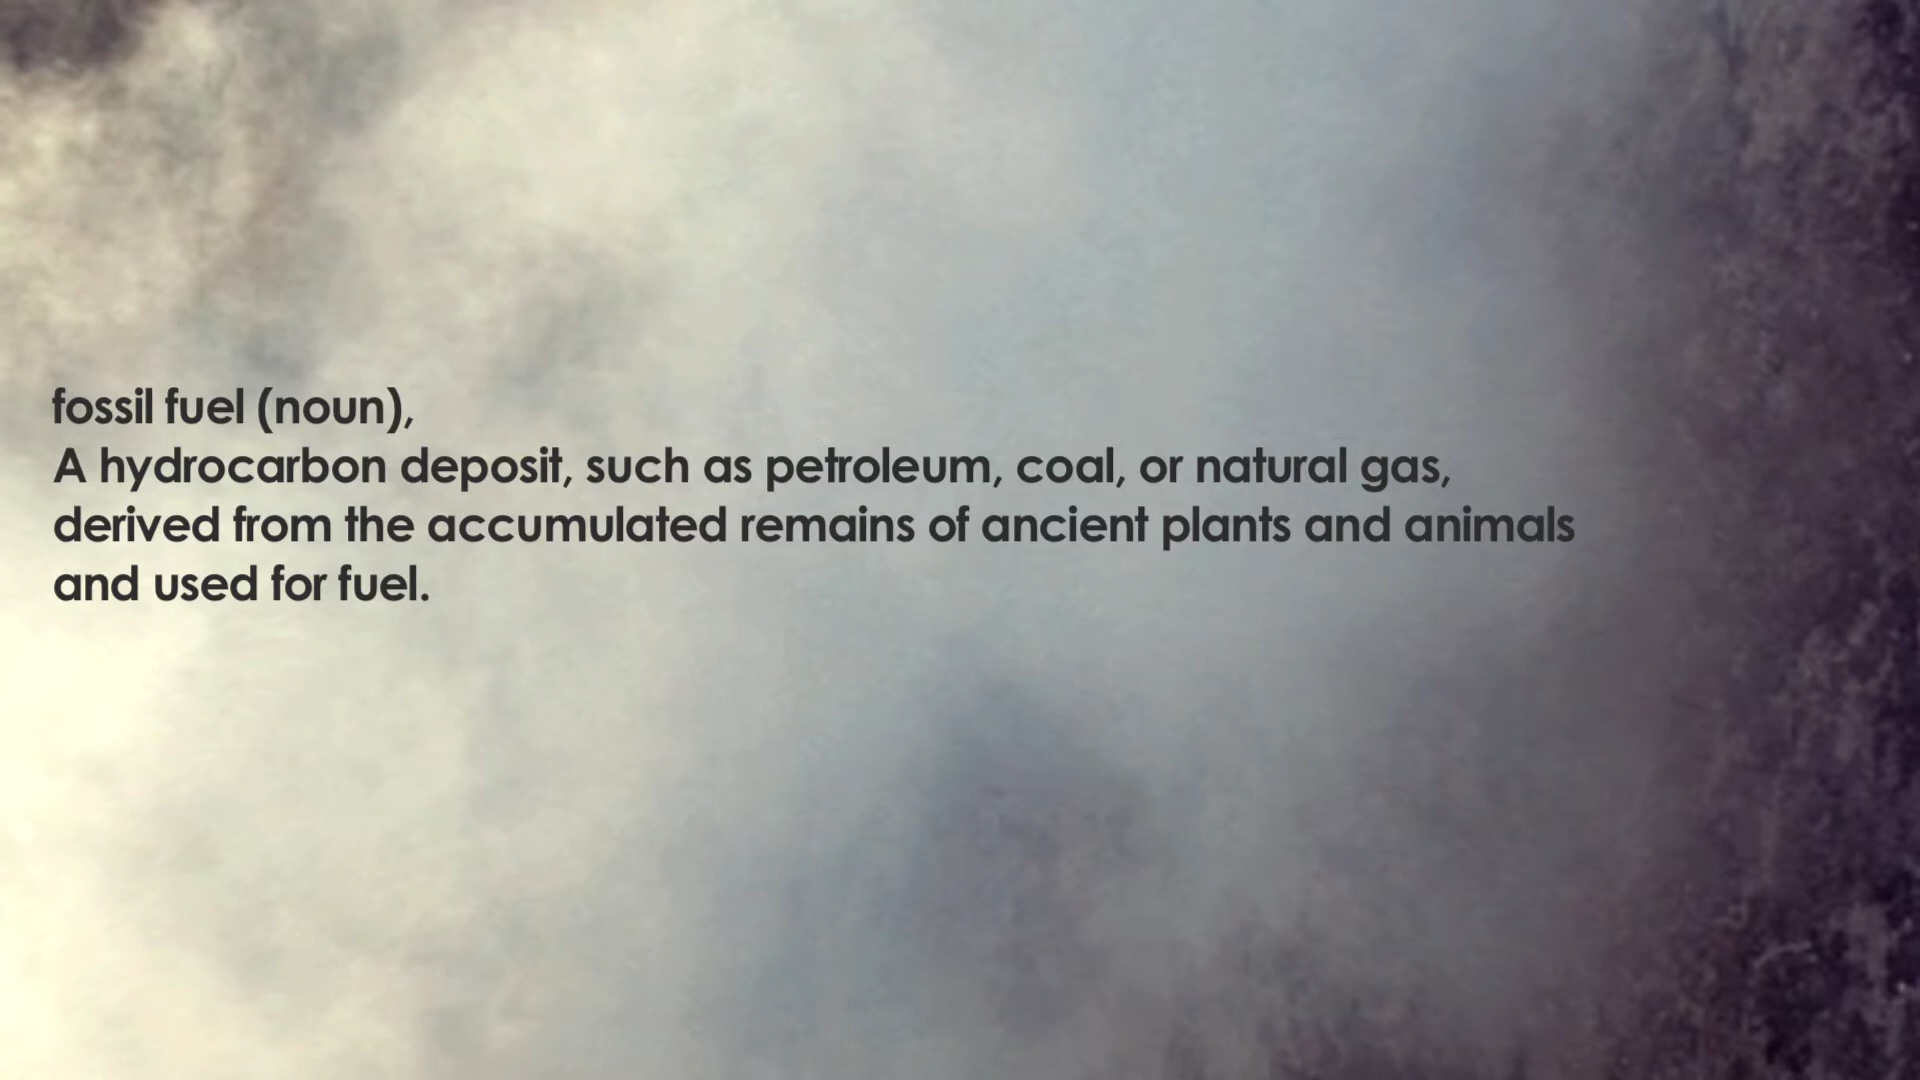 fossil fuel (noun),
A hydrocarbon deposit, such as petroleum, coal, or natural gas,
derived from the accumulated remains of ancient plants and animals
and used for fuel.